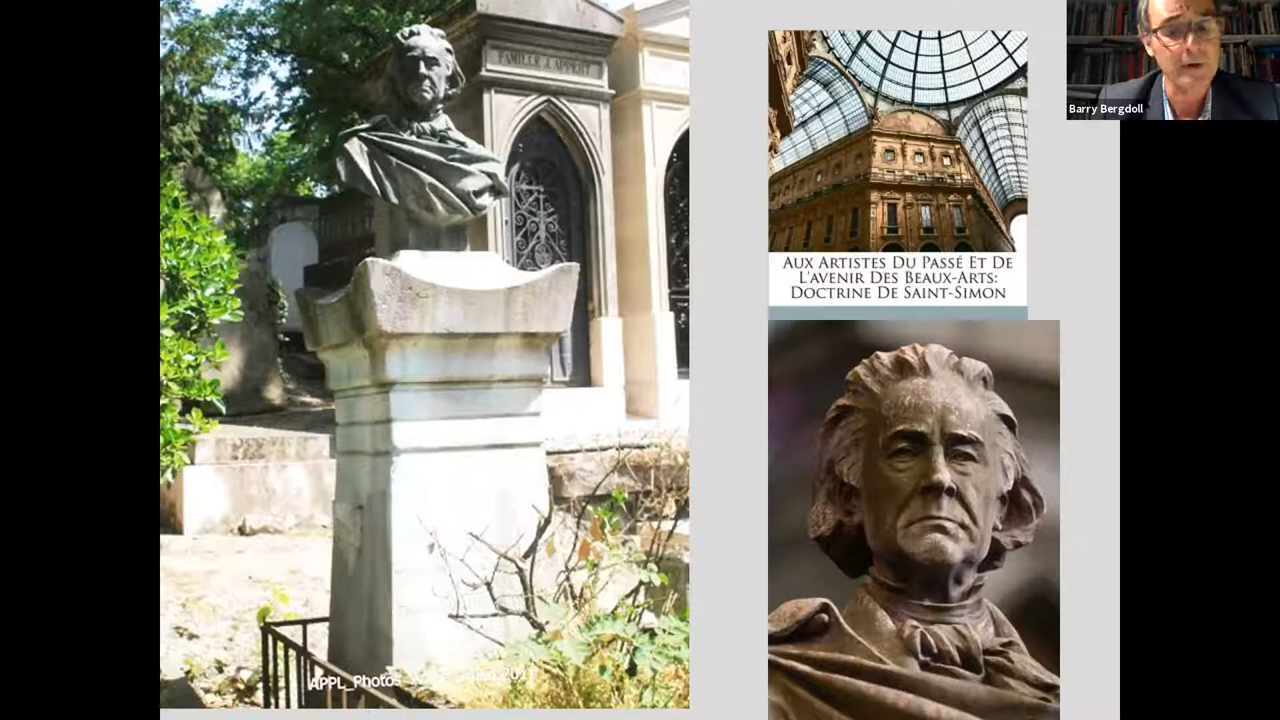 FAMILLE J. APPERT
AUX ARTISTES DU PASSÉ ET DE
L'AVENIR DES BEAUX-ARTS:
DOCTRINE DE SAINT-SIMON
Barry Bergdoll
APPL_Photos